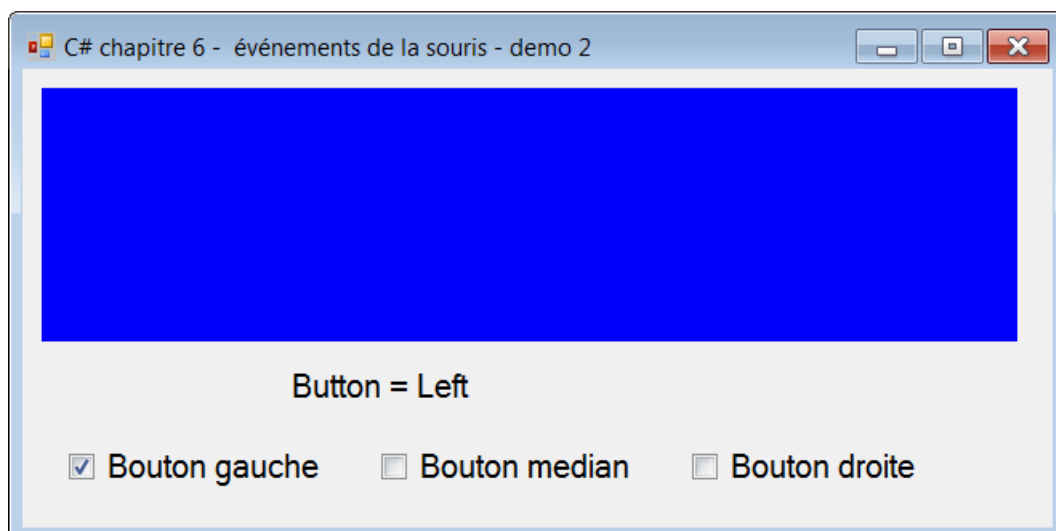 C# chapitre 6 - événements de la souris - demo 2
Button = Left
Bouton gauche Bouton median Bouton droite